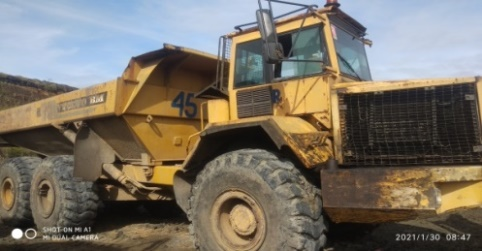 45
R
SHOT ON MI A1
MI DUAL CAMERA
2021/1/30  08:47